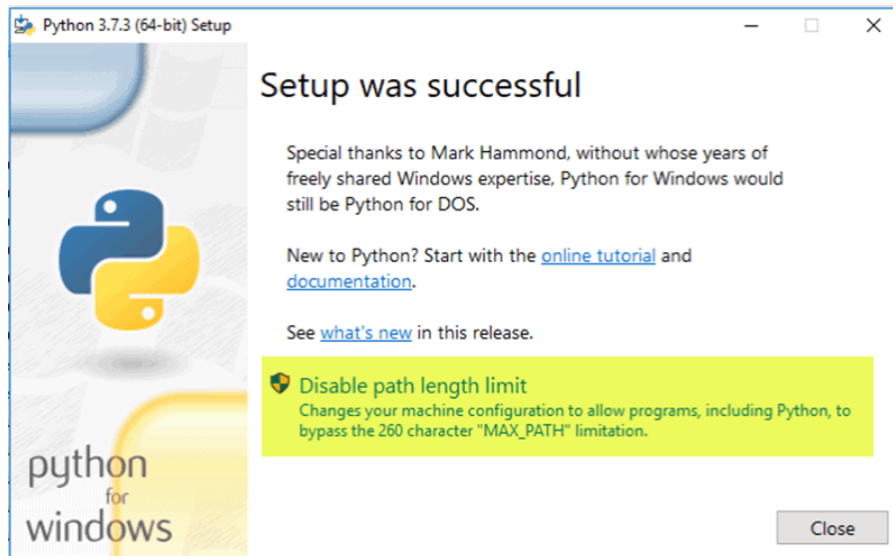 Python 3.7.3 (64-bit) Setup
Setup was successful
Special thanks to Mark Hammond, without whose years of
freely shared Windows expertise, Python for Windows would
still be Python for DOS.
New to Python? Start with the online tutorial and
documentation.
See what's new in this release.
Disable path length limit
Changes your machine configuration to allow programs, including Python, to
bypass the 260 character "MAX_PATH" limitation.
python
for
windows
Close